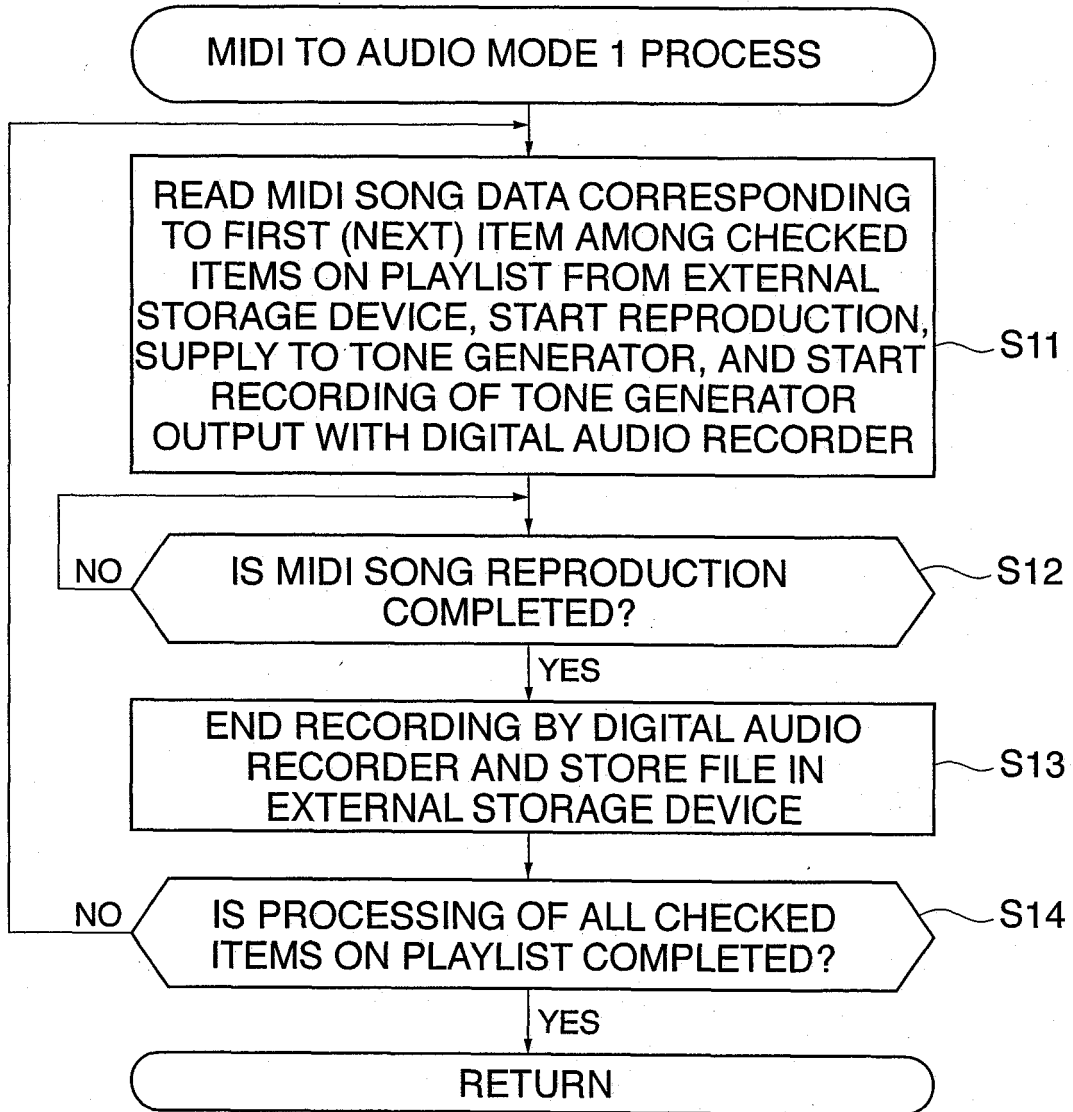 MIDI TO AUDIO MODE 1 PROCESS
READ MIDI SONG DATA CORRESPONDING
TO FIRST (NEXT) ITEM AMONG CHECKED
ITEMS ON PLAYLIST FROM EXTERNAL
STORAGE DEVICE, START REPRODUCTION,
SUPPLY TO TONE GENERATOR, AND START
RECORDING OF TONE GENERATOR
OUTPUT WITH DIGITAL AUDIO RECORDER
S11
IS MIDI SONG REPRODUCTION
COMPLETED?
S12
NO
YES
END RECORDING BY DIGITAL AUDIO
RECORDER AND STORE FILE IN
EXTERNAL STORAGE DEVICE
S13
IS PROCESSING OF ALL CHECKED
ITEMS ON PLAYLIST COMPLETED?
S14
NO
YES
RETURN